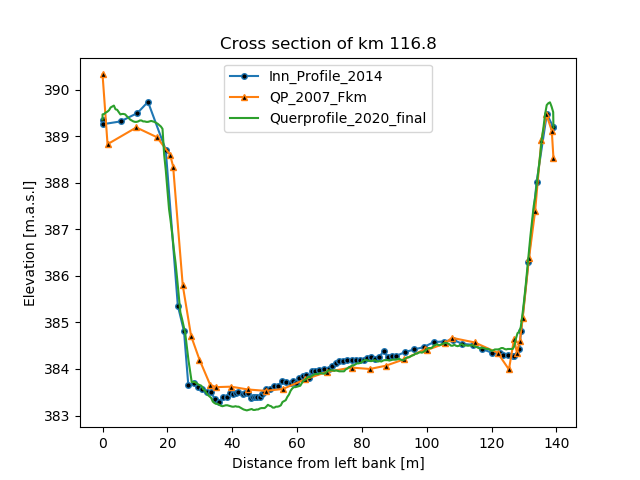 Cross section of km 116.8
Inn_Profile_2014
QP_2007_Fkm
Querprofile_2020_final
Elevation [m.a.s.l]
390
389
388
387
386
385
384
383
0 20 40 60 80 100 120 140
Distance from left bank [m]